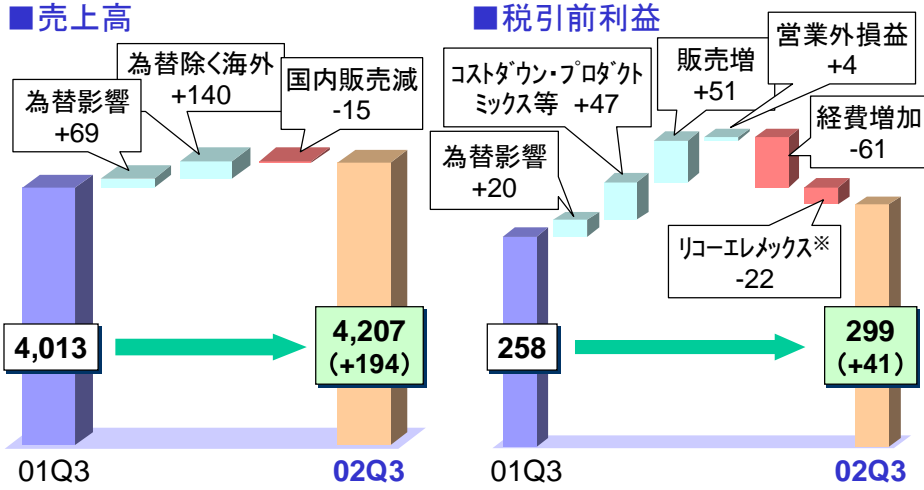 ■売上高
為替影響
+69
為替除く海外
+140
国内販売減
-15
4,013
4,207
(+194)
01Q3
02Q3
■税引前利益
為替影響
+20
コストダウン・プロダクト
ミックス等 +47
販売増
+51
営業外損益
+4
経費増加
-61
リコーエレメックス※
-22
258
299
(+41)
01Q3
02Q3